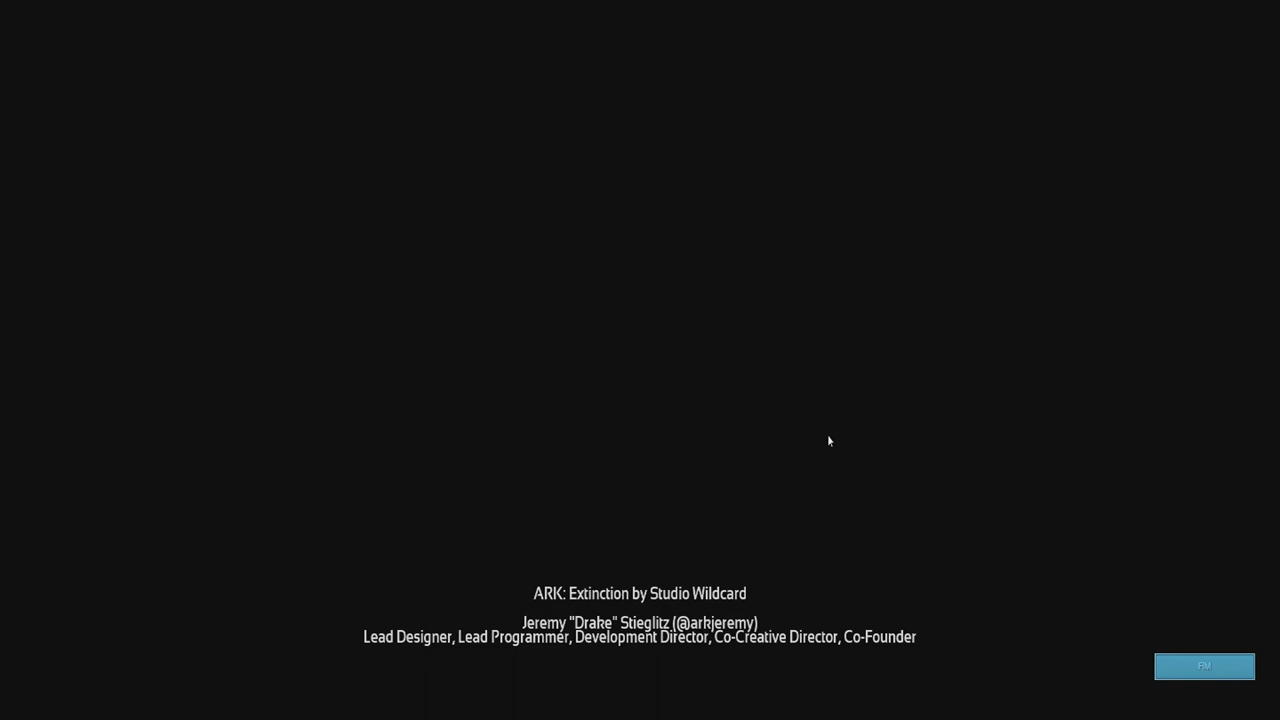 ARK: Extinction by Studio Wildcard
Jeremy "Drake" Stieglitz (@arkjeremy)
Lead Designer, Lead Programmer, Development Director, Co-Creative Director, Co-Founder
FIM